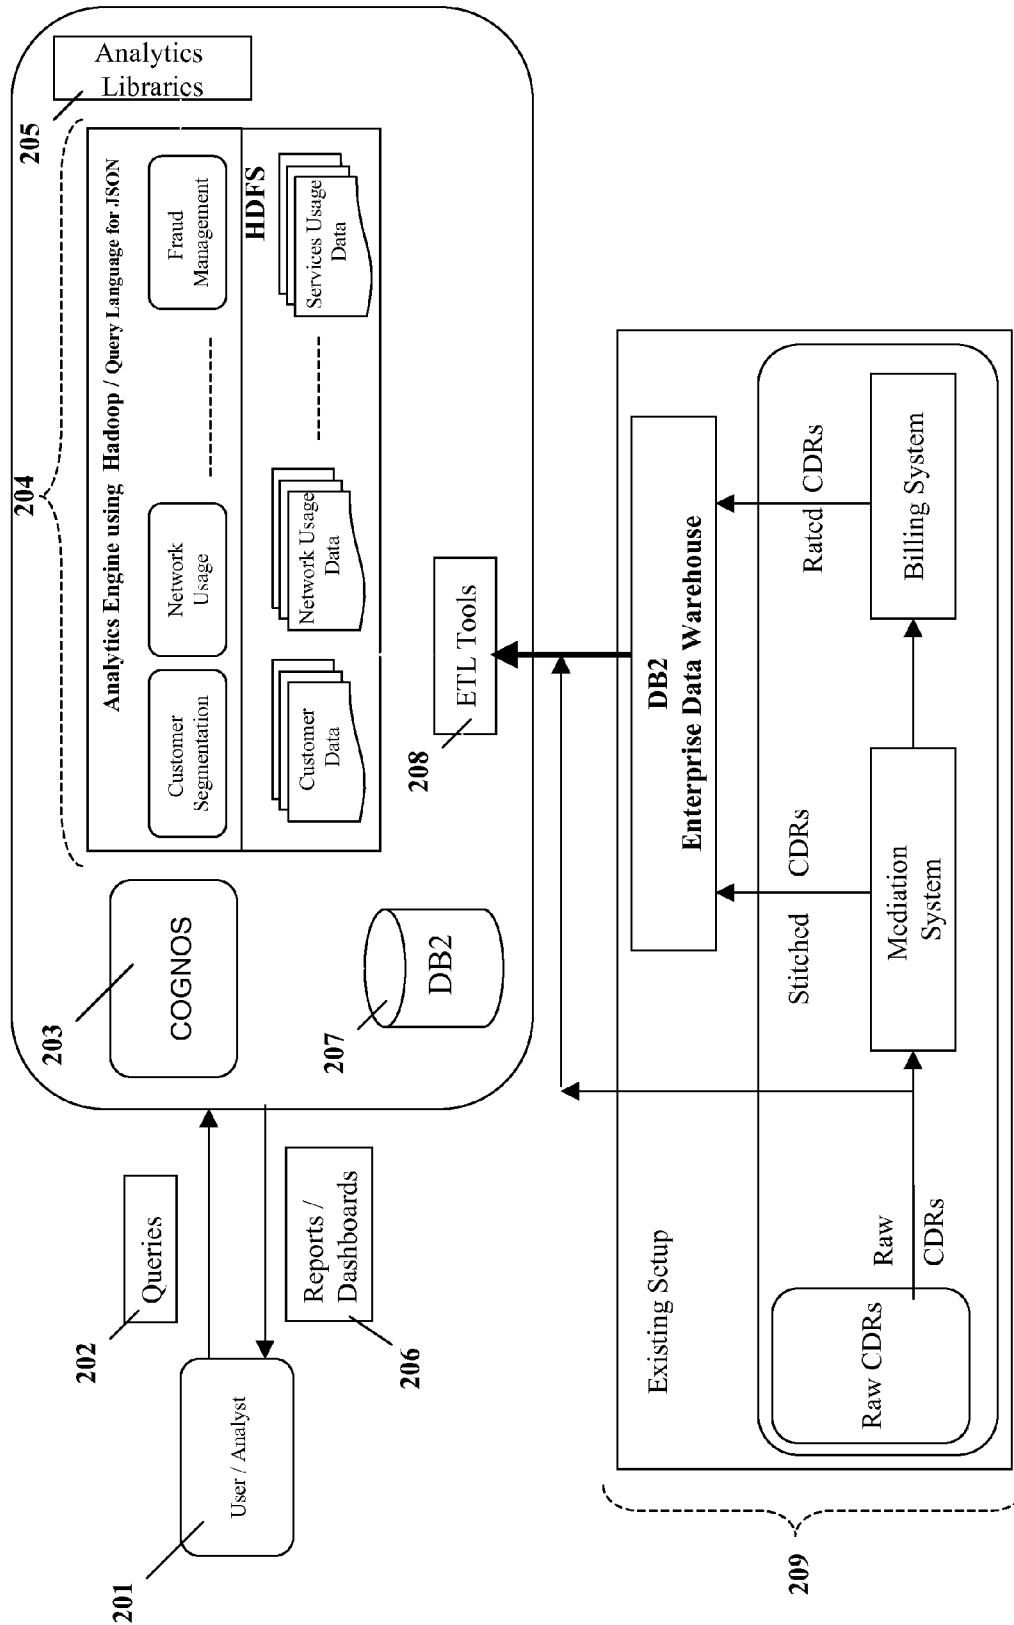 205
Analytics
Libraries
204
Analytics Engine using Hadoop / Query Language for JSON
Customer
Segmentation
Network
Usage
Fraud
Management
HDFS
Customer
Data
Network Usage
Data
Services Usage
Data
203
COGNOS
207
DB2
202
Queries
Reports /
Dashboards
206
User / Analyst
201
208
ETL Tools
Existing Setup
DB2
Enterprise Data Warehouse
Stitched CDRs
Rated CDRs
Raw CDRs
Raw
CDRs
Mediation
System
Billing System
209